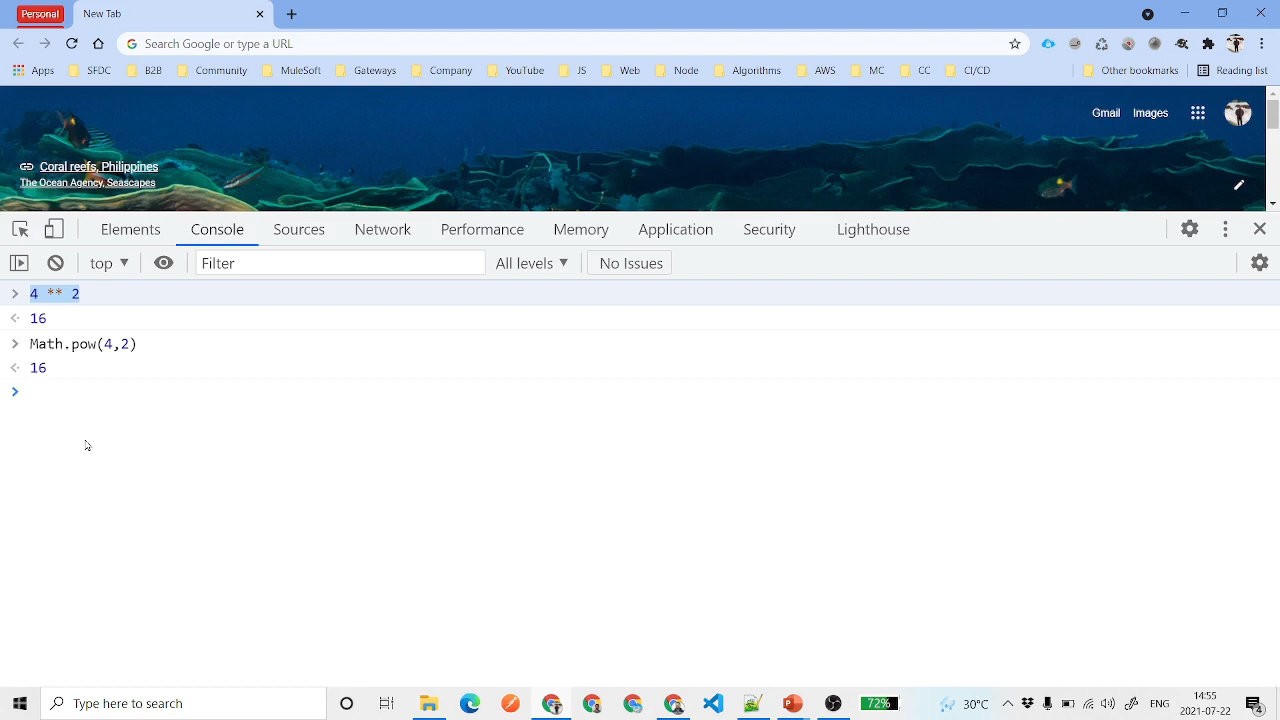 Personal New Tab
Search Google or type a URL
Apps SFDC B2B Community MuleSoft Gateways Company YouTube JS Web Node Algorithms AWS MC CC CI/CD Other bookmarks Reading list
Gmail Images
Coral reefs, Philippines
The Ocean Agency, Seascapes
Elements Console Sources Network Performance Memory Application Security Lighthouse
top Filter All levels No Issues
4 ** 2
16
Math.pow(4,2)
16
Type here to search 72% 30°C ENG
14:55
2021-07-22
4